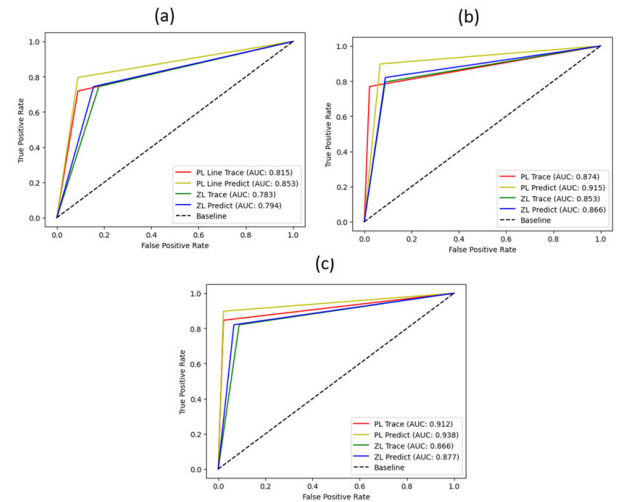 (a)
1.0
0.8
0.6
0.4
0.2
0.0
True Positive Rate
PL Line Trace (AUC: 0.815)
PL Line Predict (AUC: 0.853)
ZL Trace (AUC: 0.783)
ZL Predict (AUC: 0.794)
Baseline
0.0 0.2 0.4 0.6 0.8 1.0
False Positive Rate
(b)
1.0
0.8
0.6
0.4
0.2
0.0
True Positive Rate
PL Trace (AUC: 0.874)
PL Predict (AUC: 0.915)
ZL Trace (AUC: 0.853)
ZL Predict (AUC: 0.866)
Baseline
0.0 0.2 0.4 0.6 0.8 1.0
False Positive Rate
(c)
1.0
0.8
0.6
0.4
0.2
0.0
True Positive Rate
PL Trace (AUC: 0.912)
PL Predict (AUC: 0.938)
ZL Trace (AUC: 0.866)
ZL Predict (AUC: 0.877)
Baseline
0.0 0.2 0.4 0.6 0.8 1.0
False Positive Rate